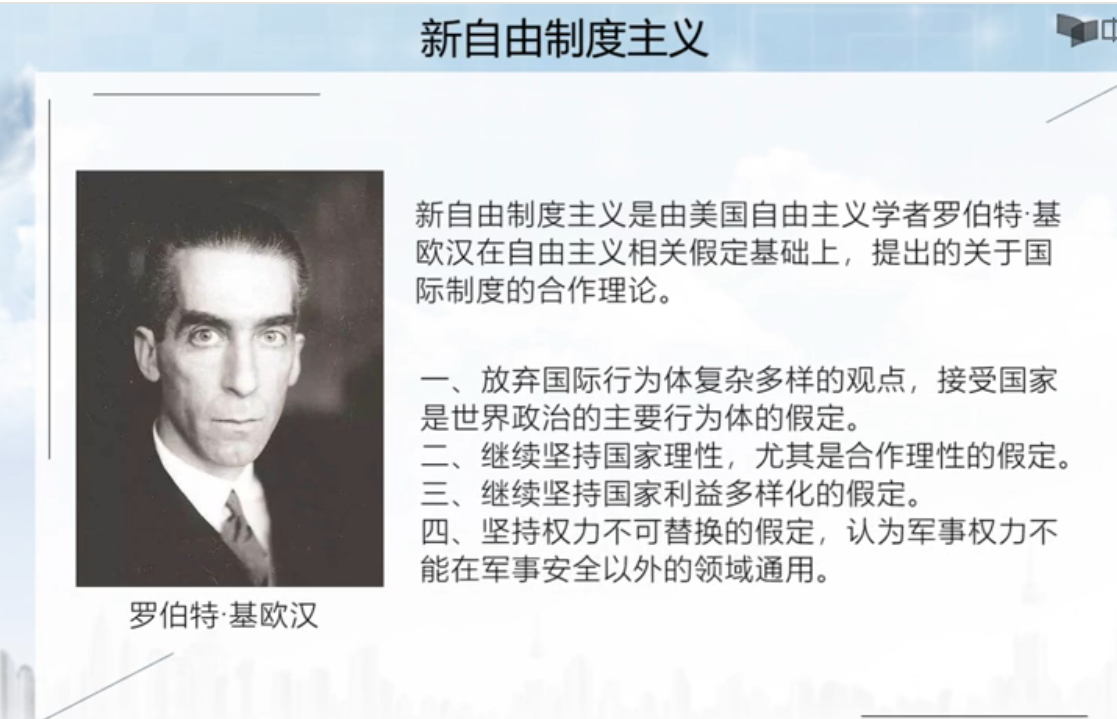 新自由制度主义
新自由制度主义是由美国自由主义学者罗伯特·基
欧汉在自由主义相关假定基础上，提出的关于国
际制度的合作理论。
一、放弃国际行为体复杂多样的观点，接受国家
是世界政治的主要行为体的假定。
二、继续坚持国家理性，尤其是合作理性的假定。
三、继续坚持国家利益多样化的假定。
四、坚持权力不可替换的假定，认为军事权力不
能在军事安全以外的领域通用。
罗伯特·基欧汉